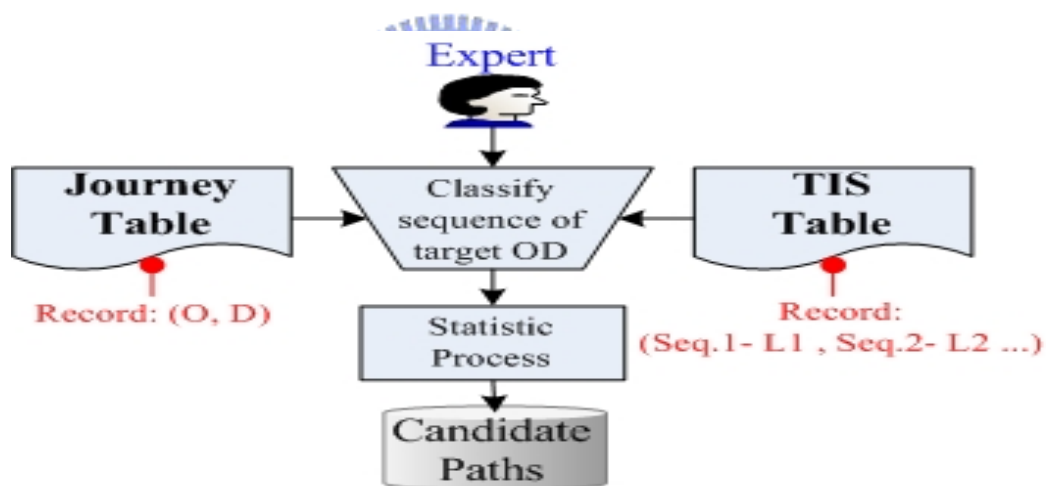 Expert
Journey
Table
Classify
sequence of
target OD
TIS
Table
Record: (O, D)
Record:
(Seq.1- L1 , Seq.2- L2 ...)
Statistic
Process
Candidate
Paths